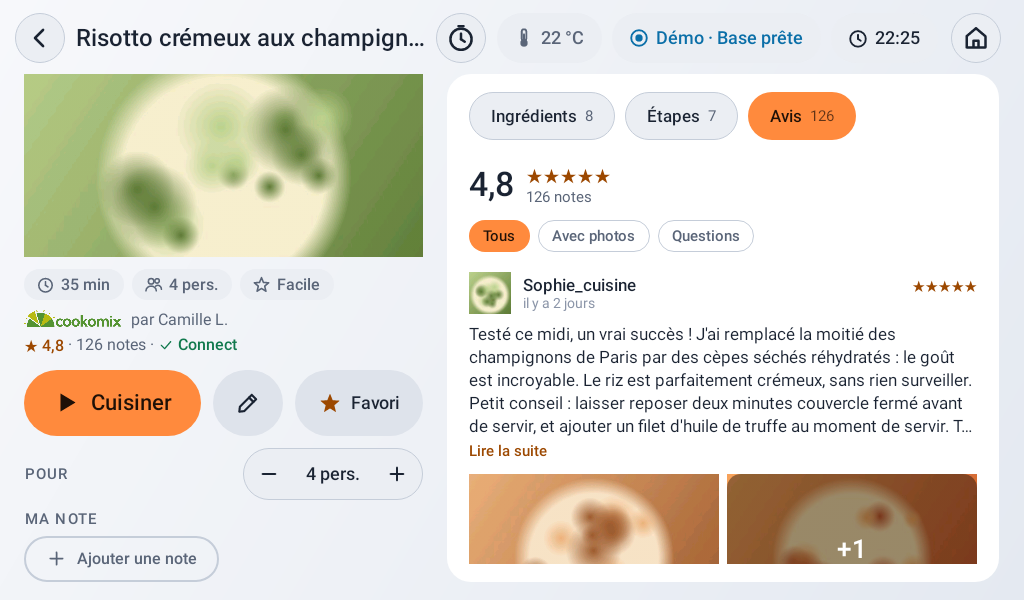 Risotto crémeux aux champign…
22 °C
Démo · Base prête
22:25
35 min
4 pers.
Facile
cookomix
par Camille L.
4,8 · 126 notes · Connect
Cuisiner
Favori
POUR
4 pers.
MA NOTE
Ajouter une note
Ingrédients 8
Étapes 7
Avis 126
4,8
126 notes
Tous
Avec photos
Questions
Sophie_cuisine
il y a 2 jours
Testé ce midi, un vrai succès ! J'ai remplacé la moitié des
champignons de Paris par des cèpes séchés réhydratés : le goût
est incroyable. Le riz est parfaitement crémeux, sans rien surveiller.
Petit conseil : laisser reposer deux minutes couvercle fermé avant
de servir, et ajouter un filet d'huile de truffe au moment de servir. T…
Lire la suite
+1